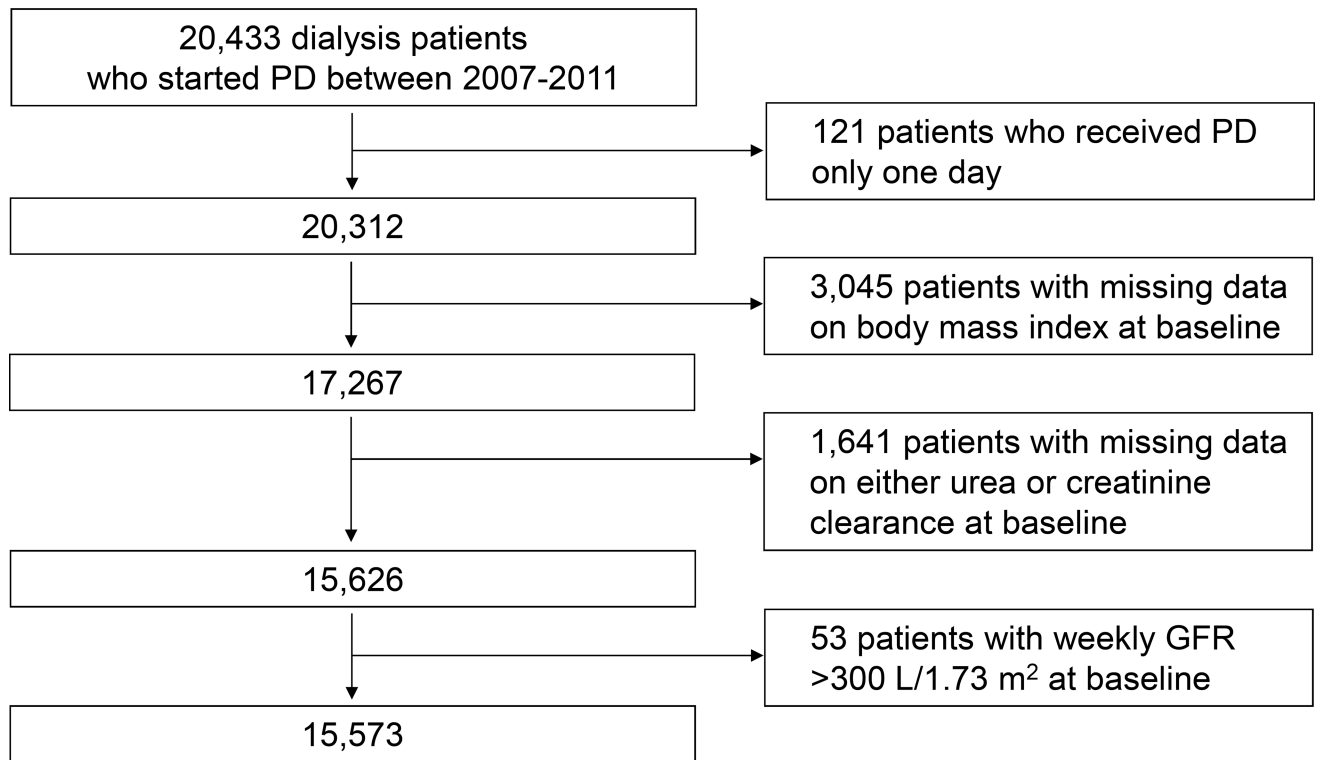 20,433 dialysis patients
who started PD between 2007-2011
121 patients who received PD
only one day
20,312
3,045 patients with missing data
on body mass index at baseline
17,267
1,641 patients with missing data
on either urea or creatinine
clearance at baseline
15,626
53 patients with weekly GFR
>300 L/1.73 m² at baseline
15,573